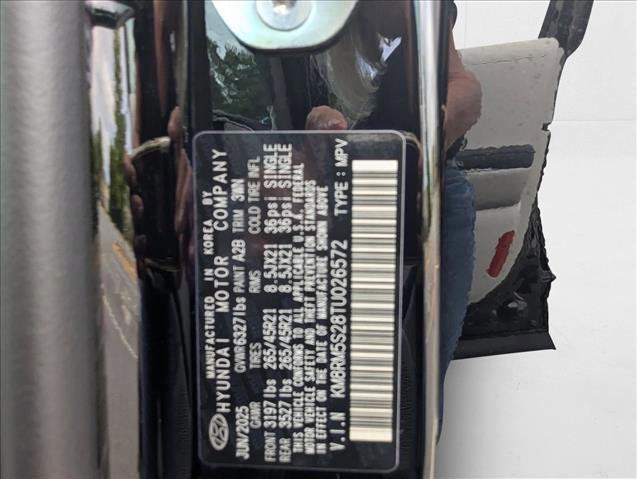 MANUFACTURED IN KOREA BY
HYUNDAI MOTOR COMPANY
JUN/2025 GVWR 6327lbs PAINT A2B TRIM 3WN
GAWR TIRES RMS COLD TIRE INFL
FRONT 3197lbs 265/45R21 8.5JX21 36psi SINGLE
REAR 3527lbs 265/45R21 8.5JX21 36psi SINGLE
THIS VEHICLE CONFORMS TO ALL APPLICABLE U.S.A. FEDERAL
MOTOR VEHICLE SAFETY AND THEFT PREVENTION STANDARDS
IN EFFECT ON THE DATE OF MANUFACTURE SHOWN ABOVE
V.I.N KM8RM5S28TU026572 TYPE : MPV